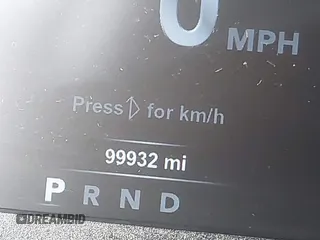 0 MPH
Press ▷ for km/h
99932 mi
P R N D
DREAMBID